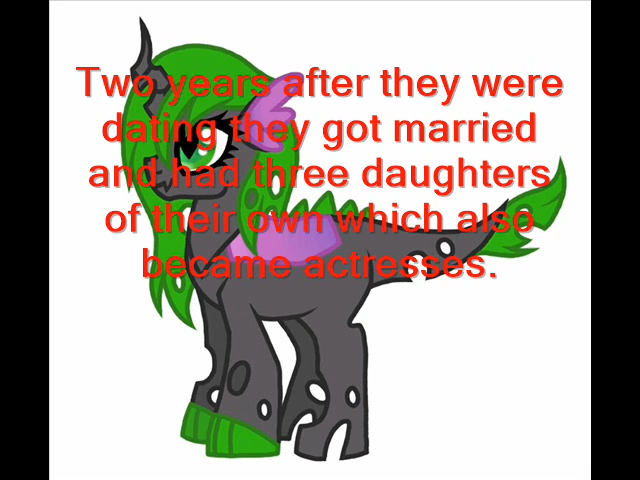 Two years after they were
dating they got married
and had three daughters
of their own which also
became actresses.